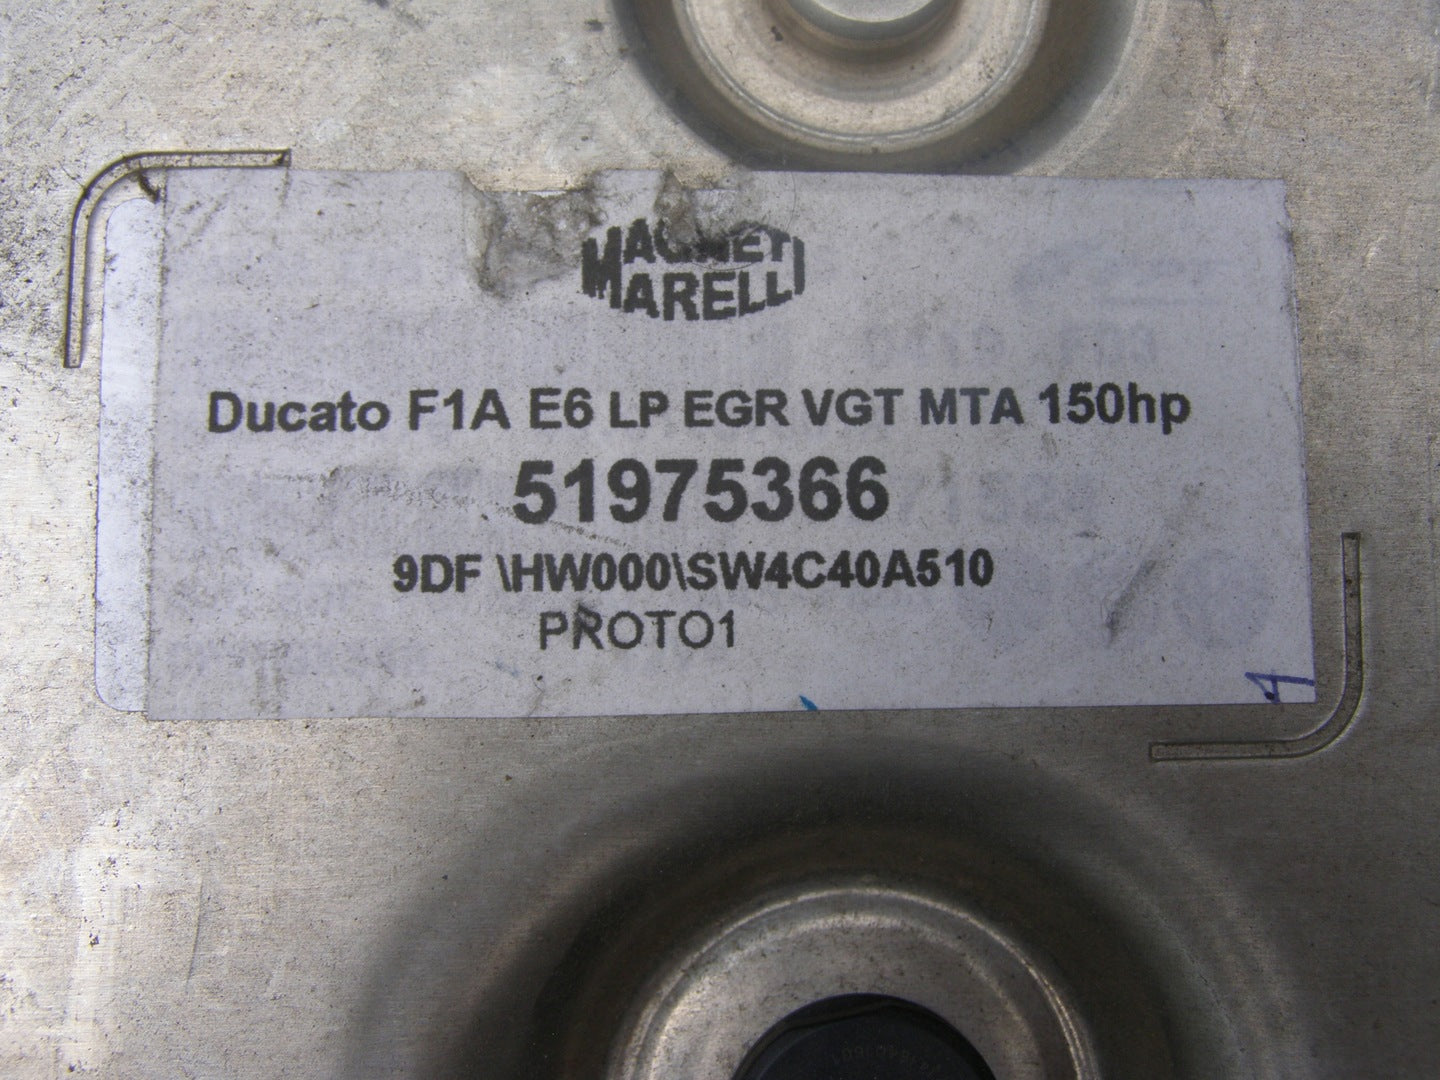 MAGNETI
MARELLI
Ducato F1A E6 LP EGR VGT MTA 150hp
51975366
9DF \HW000\SW4C40A510
PROTO1